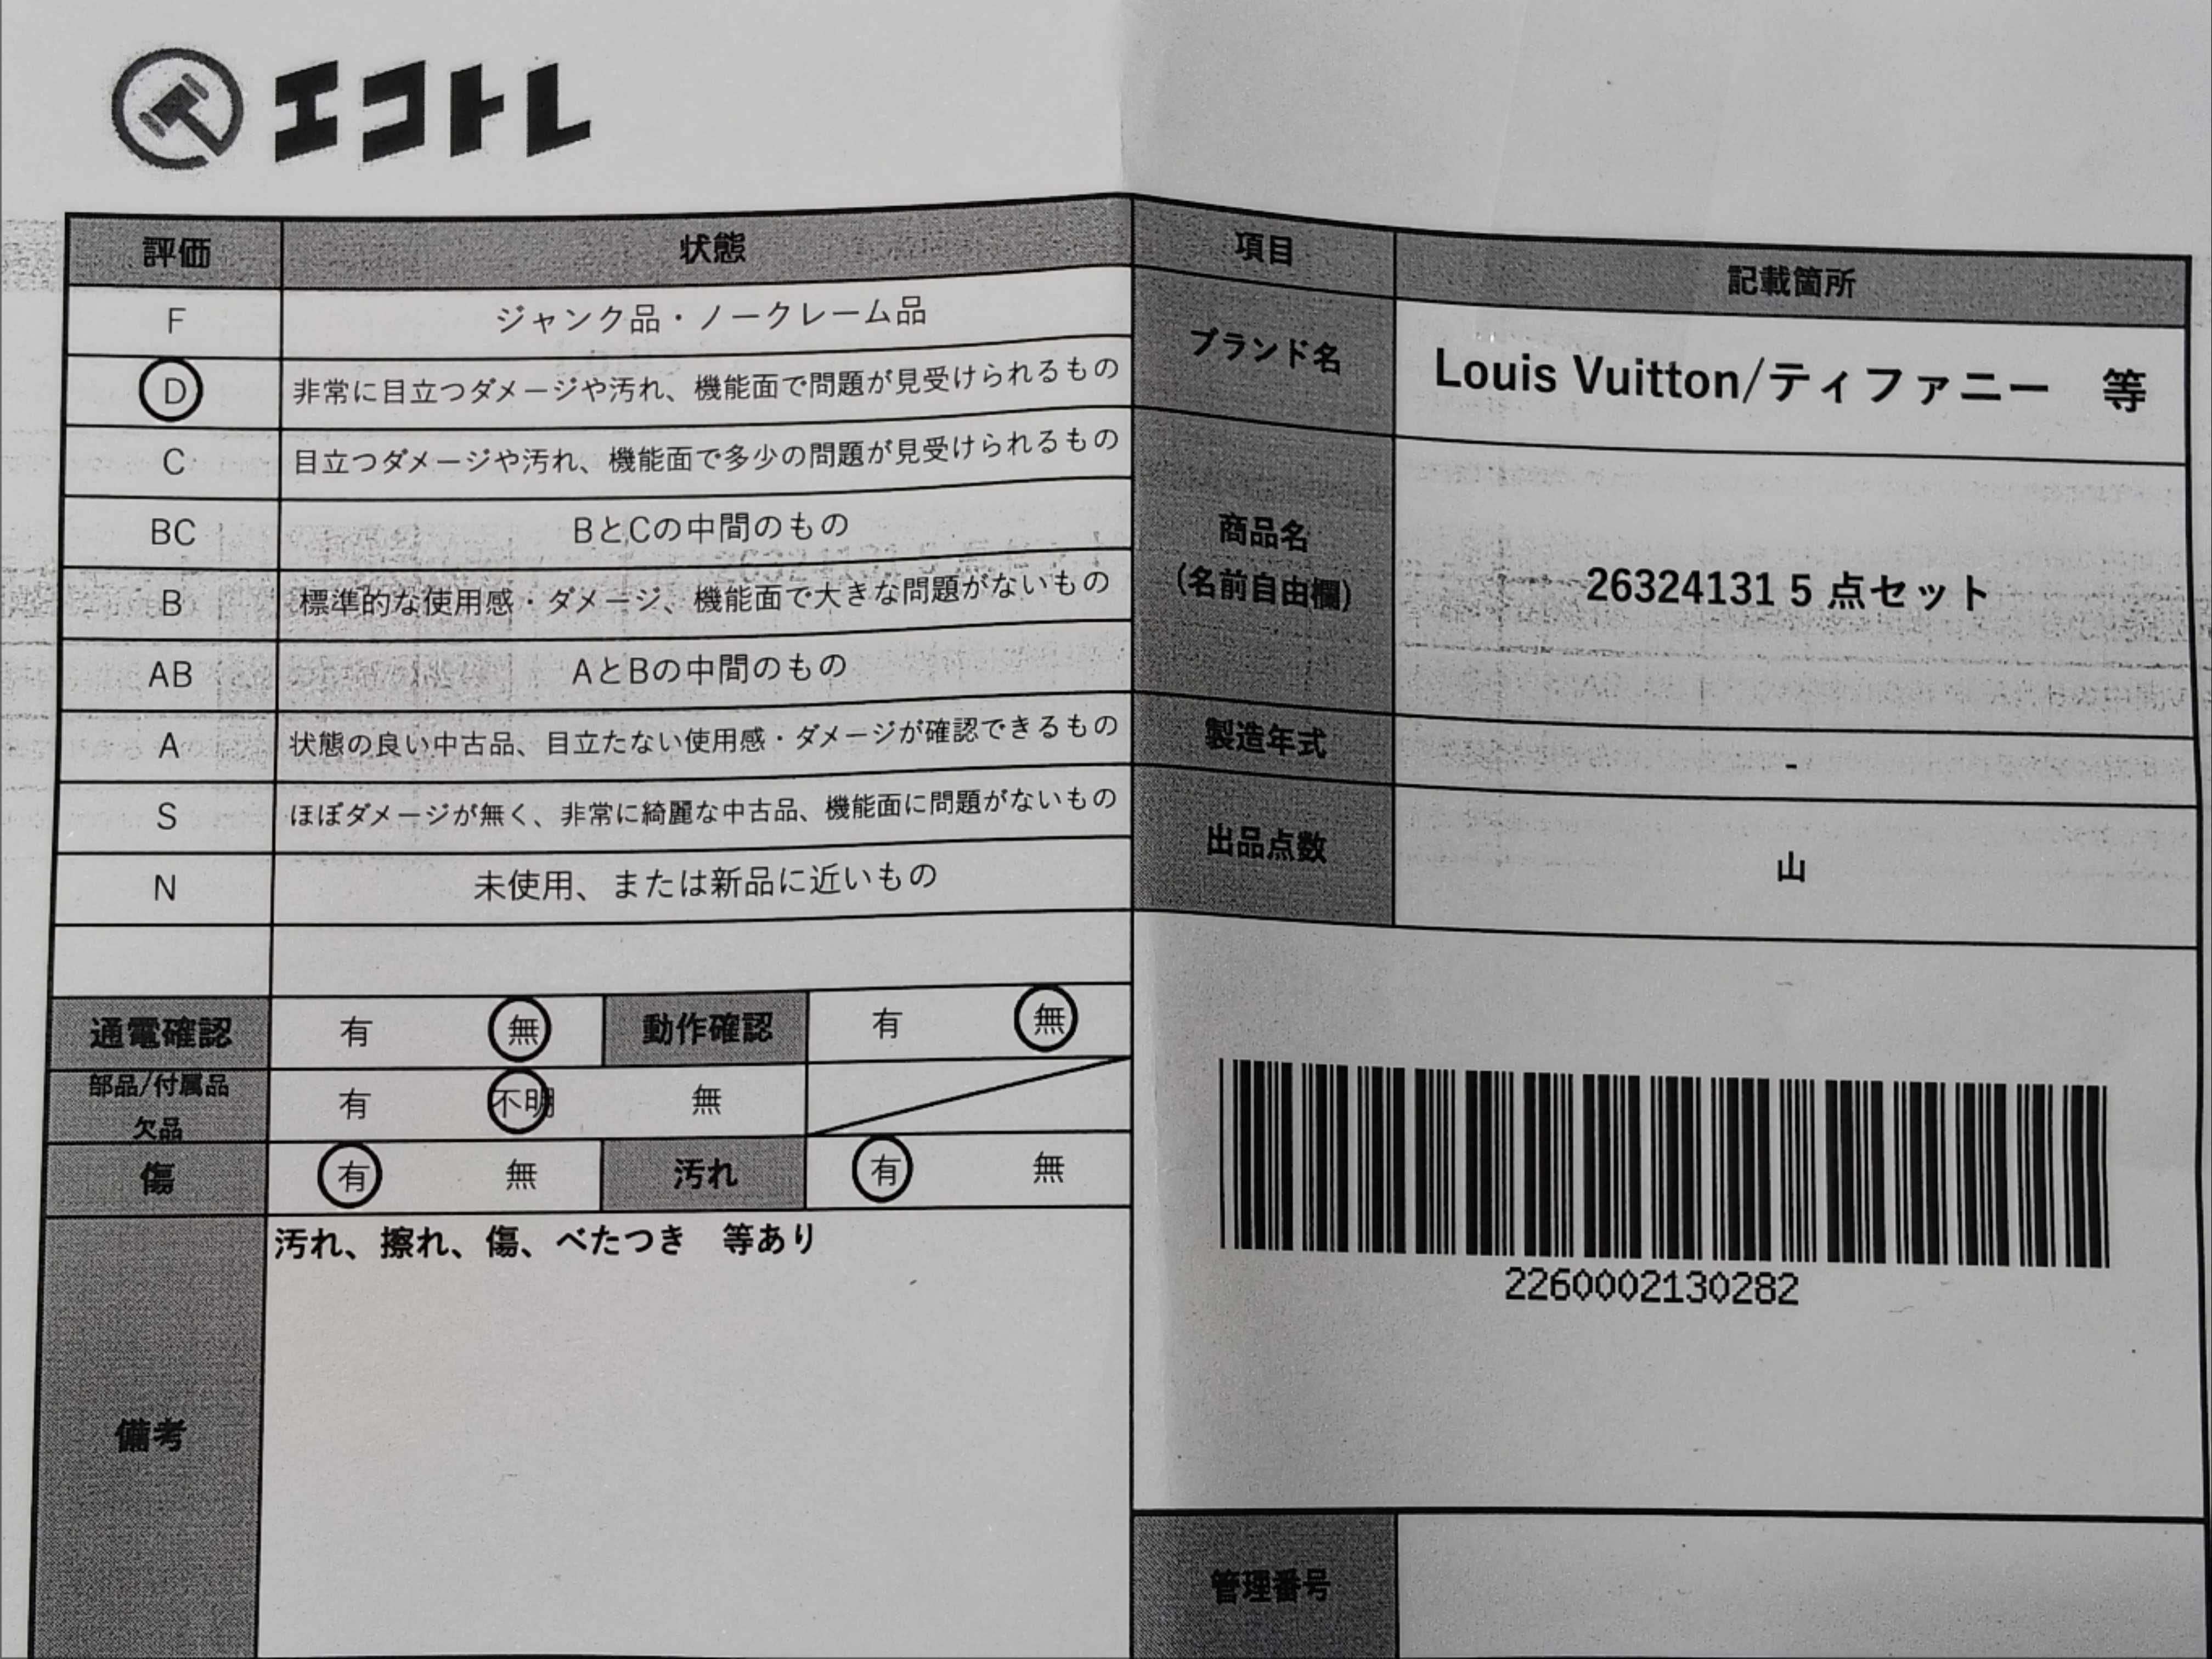 エコトレ
評価 状態
F ジャンク品・ノークレーム品
D 非常に目立つダメージや汚れ、機能面で問題が見受けられるもの
C 目立つダメージや汚れ、機能面で多少の問題が見受けられるもの
BC BとCの中間のもの
B 標準的な使用感・ダメージ、機能面で大きな問題がないもの
AB AとBの中間のもの
A 状態の良い中古品、目立たない使用感・ダメージが確認できるもの
S ほぼダメージが無く、非常に綺麗な中古品、機能面に問題がないもの
N 未使用、または新品に近いもの
通電確認 有 無 動作確認 有 無
部品/付属品 欠品 有 不明 無
傷 有 無 汚れ 有 無
備考 汚れ、擦れ、傷、べたつき 等あり
項目 記載箇所
ブランド名 Louis Vuitton/ティファニー 等
商品名
(名前自由欄) 26324131 5 点セット
製造年式 -
出品点数 山
2260002130282
管理番号